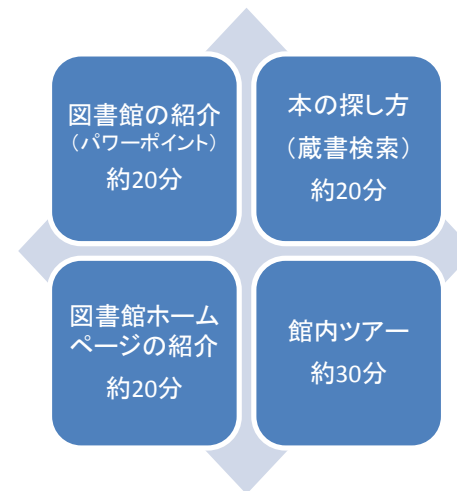 図書館の紹介
（パワーポイント）
約20分
本の探し方
（蔵書検索）
約20分
図書館ホーム
ページの紹介
約20分
館内ツアー
約30分